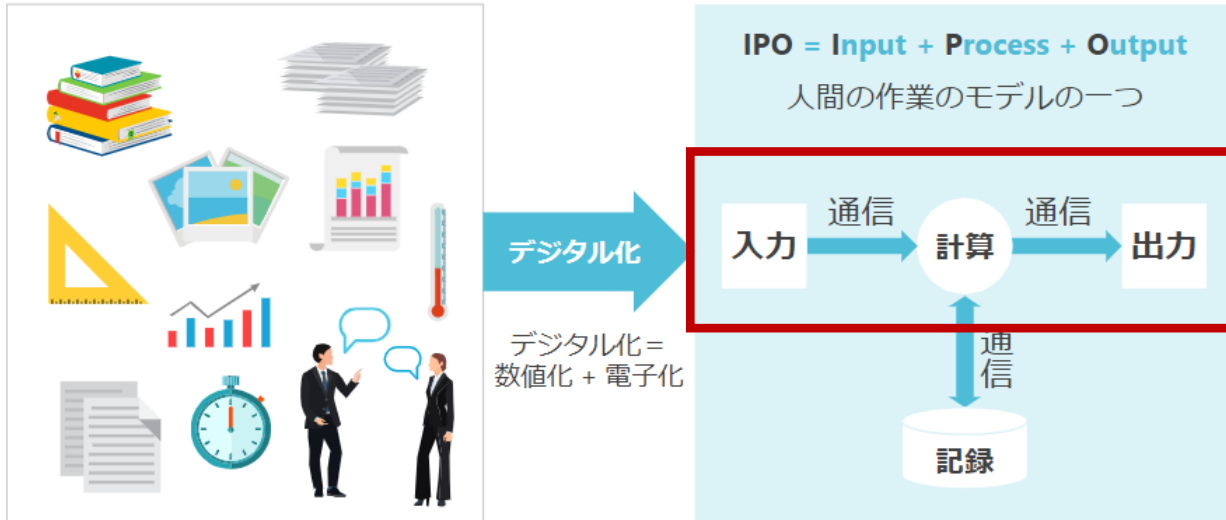 IPO = Input + Process + Output
人間の作業のモデルの一つ
デジタル化
デジタル化＝
数値化 + 電子化
入力
通信
計算
通信
出力
通信
記録